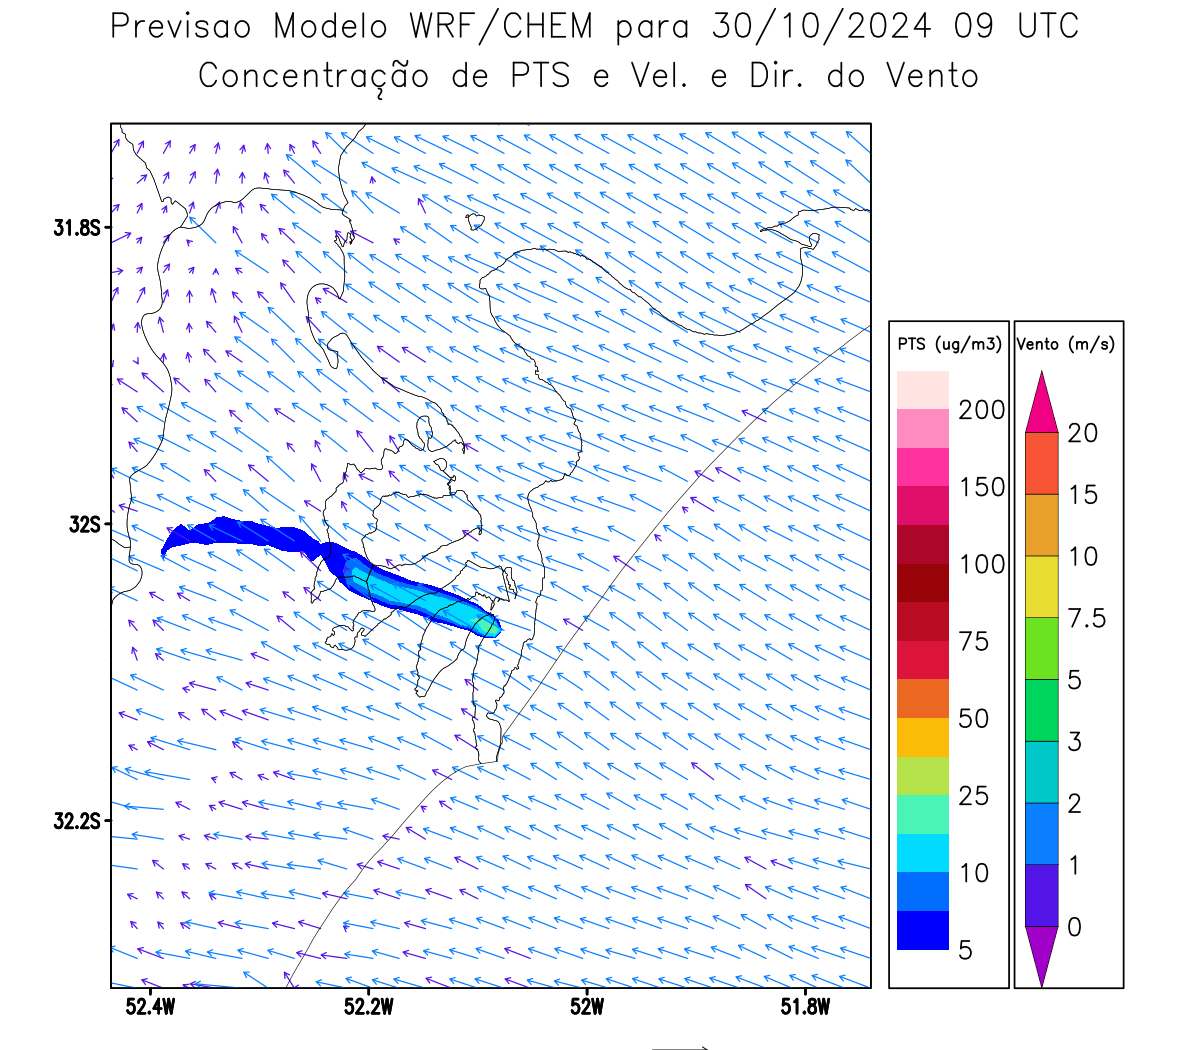 Previsao Modelo WRF/CHEM para 30/10/2024 09 UTC
Concentração de PTS e Vel. e Dir. do Vento
31.8S
32S
32.2S
52.4W 52.2W 52W 51.8W
PTS (ug/m3)
200
150
100
75
50
25
10
5
Vento (m/s)
20
15
10
7.5
5
3
2
1
0